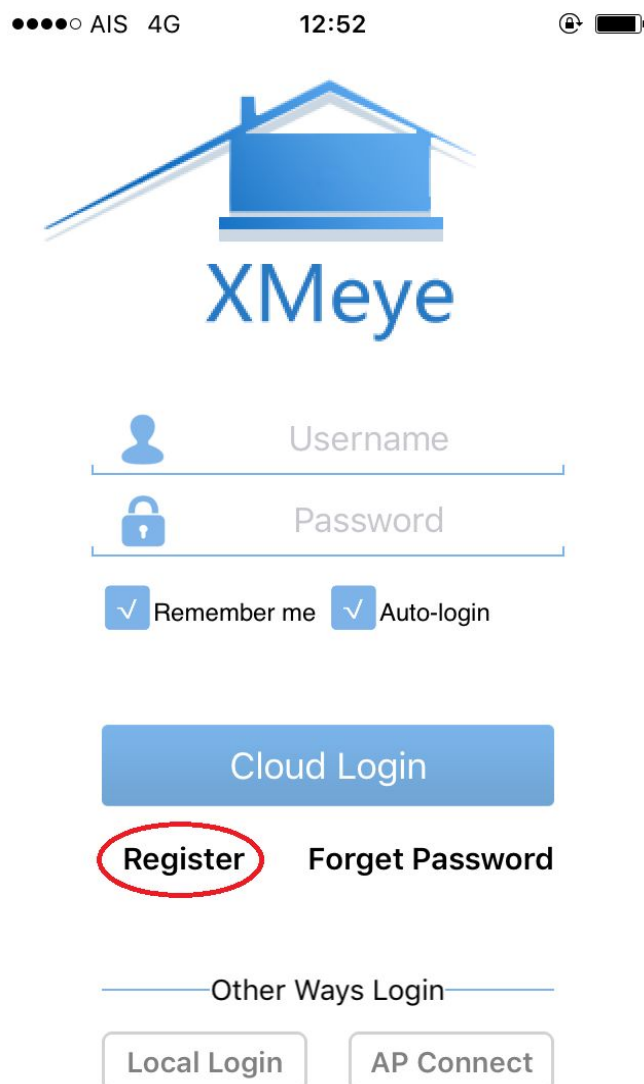 AIS 4G 12:52
XMeye
Username
Password
√ Remember me √ Auto-login
Cloud Login
Register Forget Password
Other Ways Login
Local Login AP Connect